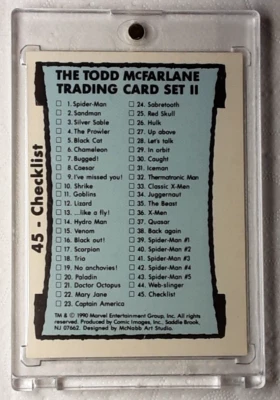 THE TODD MCFARLANE
TRADING CARD SET II
1. Spider-Man
2. Sandman
3. Silver Sable
4. The Prowler
5. Black Cat
6. Chameleon
7. Bugged!
8. Caesar
9. I've missed you!
10. Shrike
11. Goblins
12. Lizard
13. ...like a fly!
14. Hydro Man
15. Venom
16. Black out!
17. Scorpian
18. Trio
19. No anchovies!
20. Paladin
21. Doctor Octopus
22. Mary Jane
23. Captain America
24. Sabretooth
25. Red Skull
26. Hulk
27. Up above
28. Let's talk
29. In orbit
30. Caught
31. Iceman
32. Thermatronic Man
33. Classic X-Men
34. Juggernaut
35. The Beast
36. X-Men
37. Quasar
38. Back again
39. Spider-Man #1
40. Spider-Man #2
41. Spider-Man #3
42. Spider-Man #4
43. Spider-Man #5
44. Web-slinger
45. Checklist
TM & © 1990 Marvel Entertainment Group, Inc. All rights
reserved. Produced by Comic Images, Inc., Saddle Brook,
NJ 07662. Designed by McNabb Art Studio.
45 - Checklist